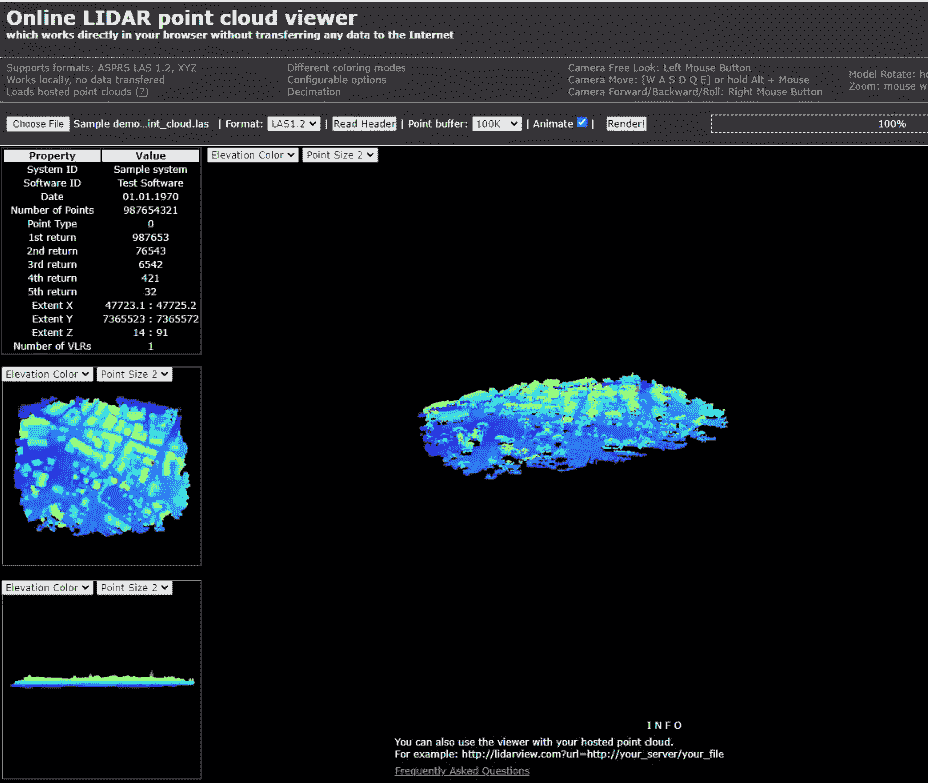 Online LIDAR point cloud viewer
which works directly in your browser without transferring any data to the Internet
Supports formats: ASPRS LAS 1.2, XYZ
Works locally, no data transfered
Loads hosted point clouds (?)
Different coloring modes
Configurable options
Decimation
Camera Free Look: Left Mouse Button
Camera Move: [W A S D Q E] or hold Alt + Mouse
Camera Forward/Backward/Roll: Right Mouse Button
Model Rotate:
Zoom: mouse
Choose File Sample demo...int_cloud.las | Format: LAS1.2 | Read Header | Point buffer: 100K | Animate | Render! 100%
Property Value
System ID Sample system
Software ID Test Software
Date 01.01.1970
Number of Points 987654321
Point Type 0
1st return 987653
2nd return 76543
3rd return 6542
4th return 421
5th return 32
Extent X 47723.1 : 47725.2
Extent Y 7365523 : 7365572
Extent Z 14 : 91
Number of VLRs 1
Elevation Color Point Size 2
Elevation Color Point Size 2
Elevation Color Point Size 2
I N F O
You can also use the viewer with your hosted point cloud.
For example: http://lidarview.com?url=http://your_server/your_file
Frequently Asked Questions